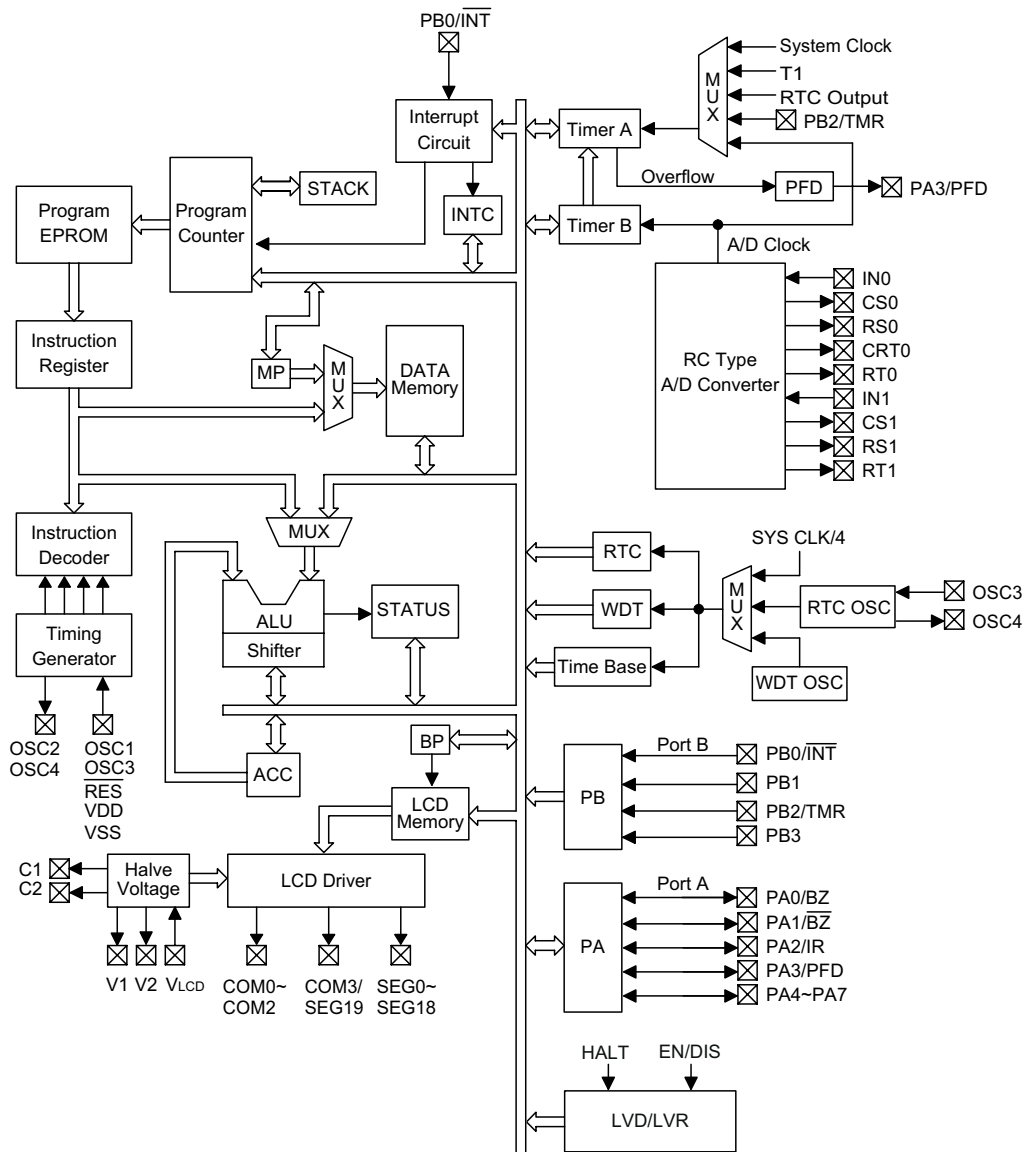 PB0/I̅N̅T̅
System Clock
T1
RTC Output
PB2/TMR
MUX
Interrupt
Circuit
Timer A
Overflow
PFD
PA3/PFD
STACK
INTC
Program
EPROM
Program
Counter
Timer B
A/D Clock
RC Type
A/D Converter
IN0
CS0
RS0
CRT0
RT0
IN1
CS1
RS1
RT1
Instruction
Register
MP
MUX
DATA
Memory
MUX
Instruction
Decoder
Timing
Generator
OSC2
OSC4
OSC1
OSC3
R̅E̅S̅
VDD
VSS
ALU
Shifter
STATUS
ACC
BP
LCD
Memory
RTC
WDT
Time Base
MUX
SYS CLK/4
RTC OSC
WDT OSC
OSC3
OSC4
PB
Port B
PB0/I̅N̅T̅
PB1
PB2/TMR
PB3
C1
C2
Halve
Voltage
LCD Driver
V1
V2
VLCD
COM0~
COM2
COM3/
SEG19
SEG0~
SEG18
PA
Port A
PA0/BZ
PA1/B̅Z̅
PA2/IR
PA3/PFD
PA4~PA7
HALT
EN/DIS
LVD/LVR